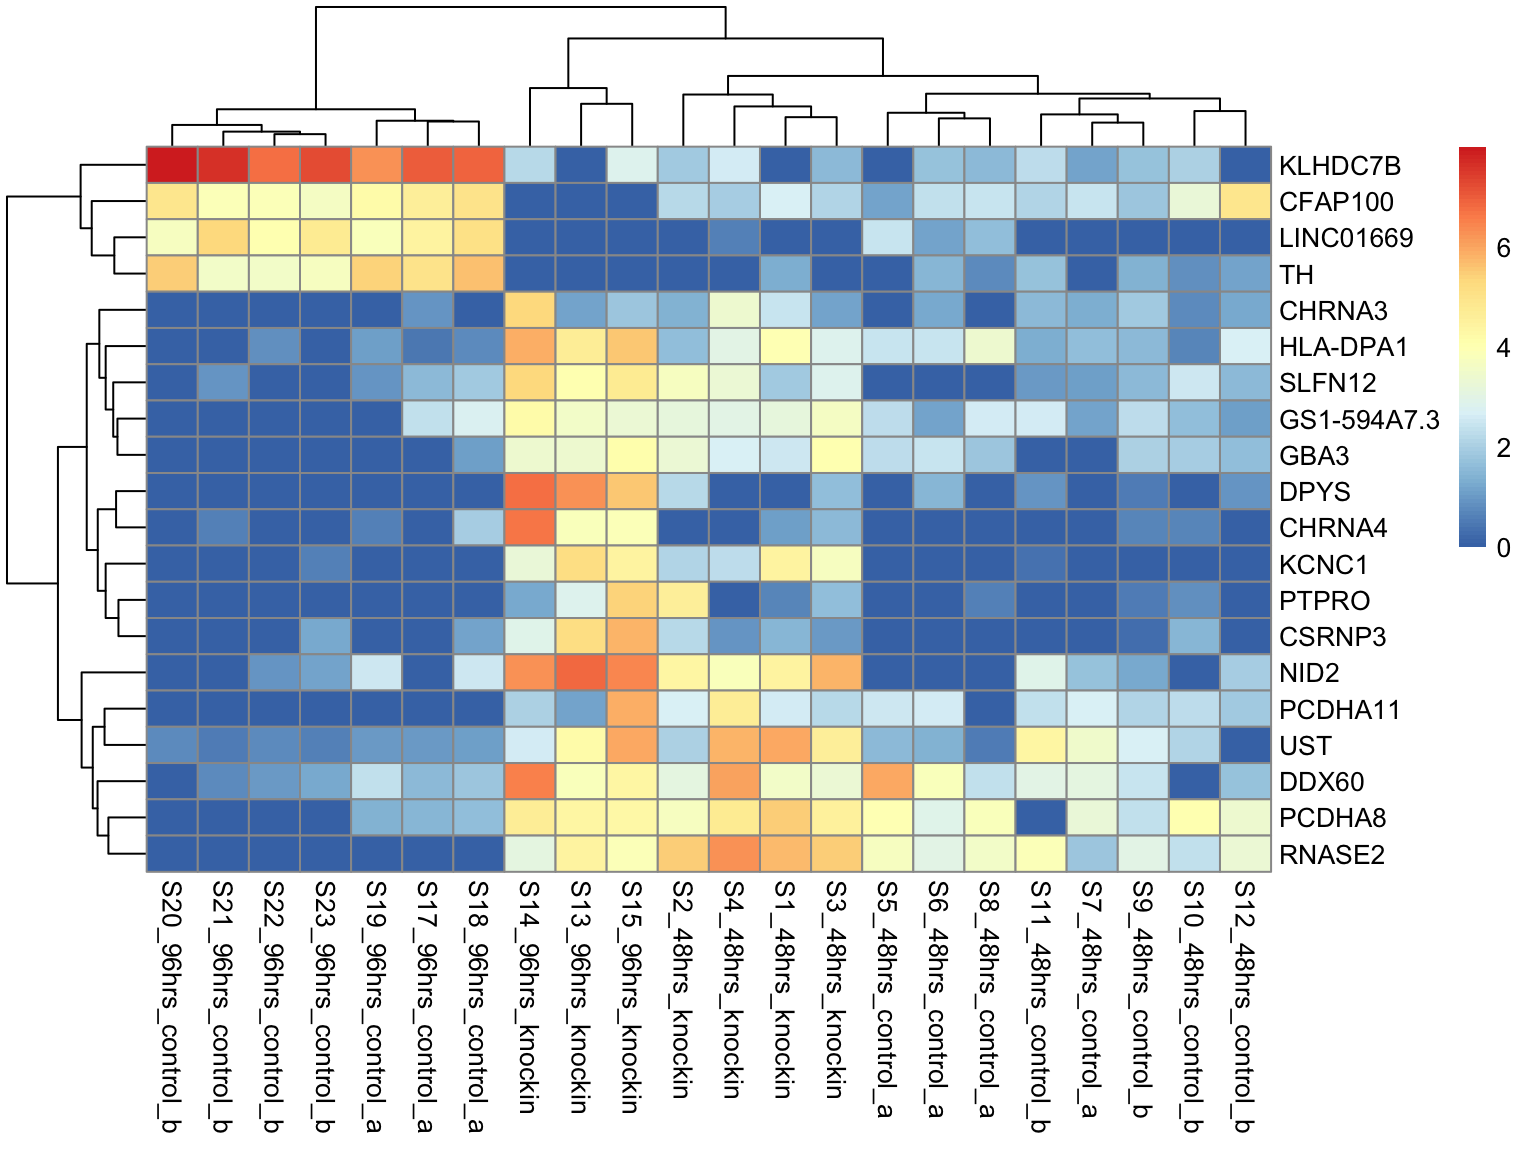 KLHDC7B
CFAP100
LINC01669
TH
CHRNA3
HLA-DPA1
SLFN12
GS1-594A7.3
GBA3
DPYS
CHRNA4
KCNC1
PTPRO
CSRNP3
NID2
PCDHA11
UST
DDX60
PCDHA8
RNASE2
6
4
2
0
S20_96hrs_control_b
S21_96hrs_control_b
S22_96hrs_control_b
S23_96hrs_control_b
S19_96hrs_control_a
S17_96hrs_control_a
S18_96hrs_control_a
S14_96hrs_knockin
S13_96hrs_knockin
S15_96hrs_knockin
S2_48hrs_knockin
S4_48hrs_knockin
S1_48hrs_knockin
S3_48hrs_knockin
S5_48hrs_control_a
S6_48hrs_control_a
S8_48hrs_control_a
S11_48hrs_control_b
S7_48hrs_control_a
S9_48hrs_control_b
S10_48hrs_control_b
S12_48hrs_control_b